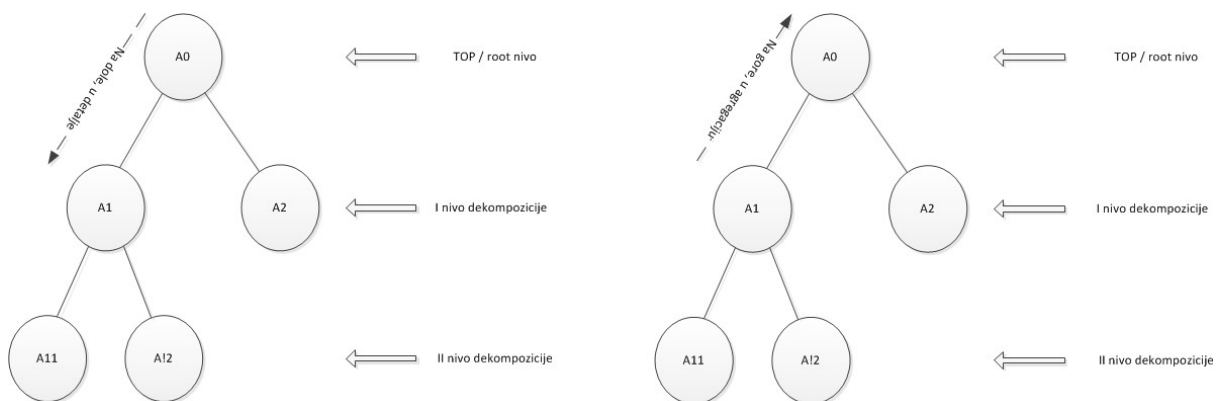 Na dole, u detalje
A0
TOP / root nivo
A1
A2
I nivo dekompozicije
A11
A!2
II nivo dekompozicije
Na gore, u agregaciju
A0
TOP / root nivo
A1
A2
I nivo dekompozicije
A11
A!2
II nivo dekompozicije